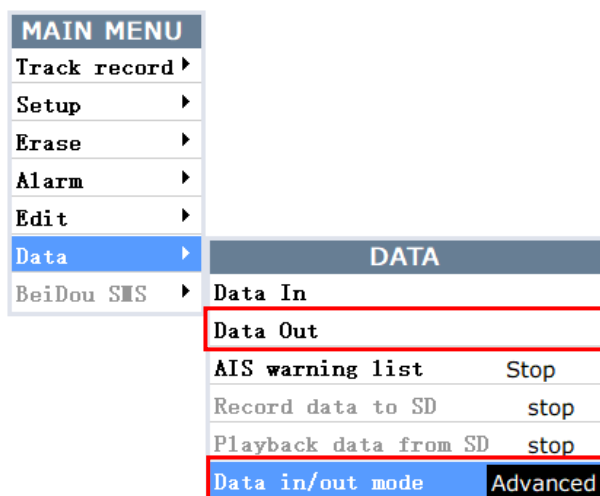 MAIN MENU
Track record
Setup
Erase
Alarm
Edit
Data
BeiDou SMS
DATA
Data In
Data Out
AIS warning list Stop
Record data to SD stop
Playback data from SD stop
Data in/out mode Advanced